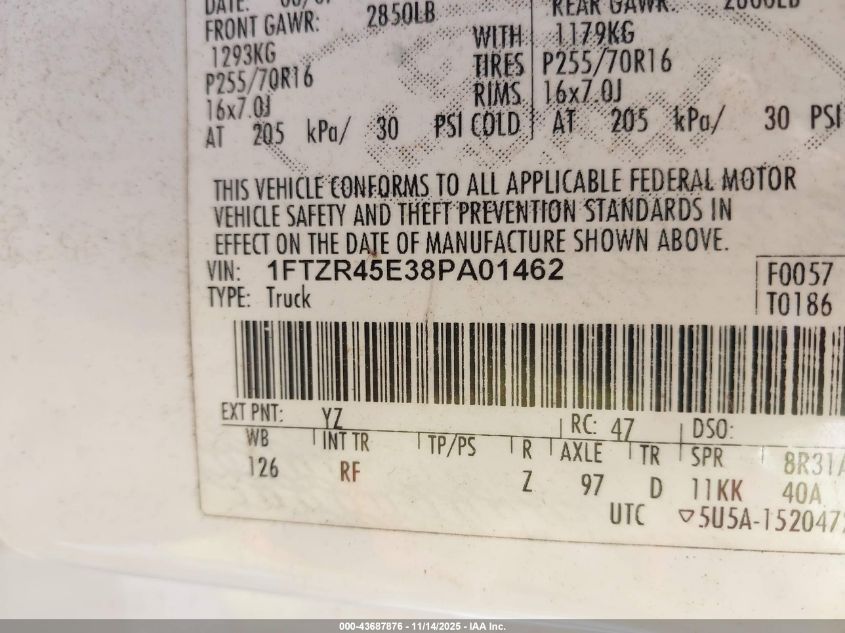 DATE:
FRONT GAWR: 2850LB REAR GAWR:
1293KG WITH 1179KG
P255/70R16 TIRES P255/70R16
16x7.0J RIMS 16x7.0J
AT 205 kPa/ 30 PSI COLD AT 205 kPa/ 30 PSI
THIS VEHICLE CONFORMS TO ALL APPLICABLE FEDERAL MOTOR
VEHICLE SAFETY AND THEFT PREVENTION STANDARDS IN
EFFECT ON THE DATE OF MANUFACTURE SHOWN ABOVE.
VIN: 1FTZR45E38PA01462 F0057
TYPE: Truck T0186
EXT PNT: YZ RC: 47 DSO:
WB INT TR TP/PS R AXLE TR SPR 8R31A
126 RF Z 97 D 11KK 40A
UTC ▽5U5A-152047
000-43687876 - 11/14/2025 - IAA Inc.